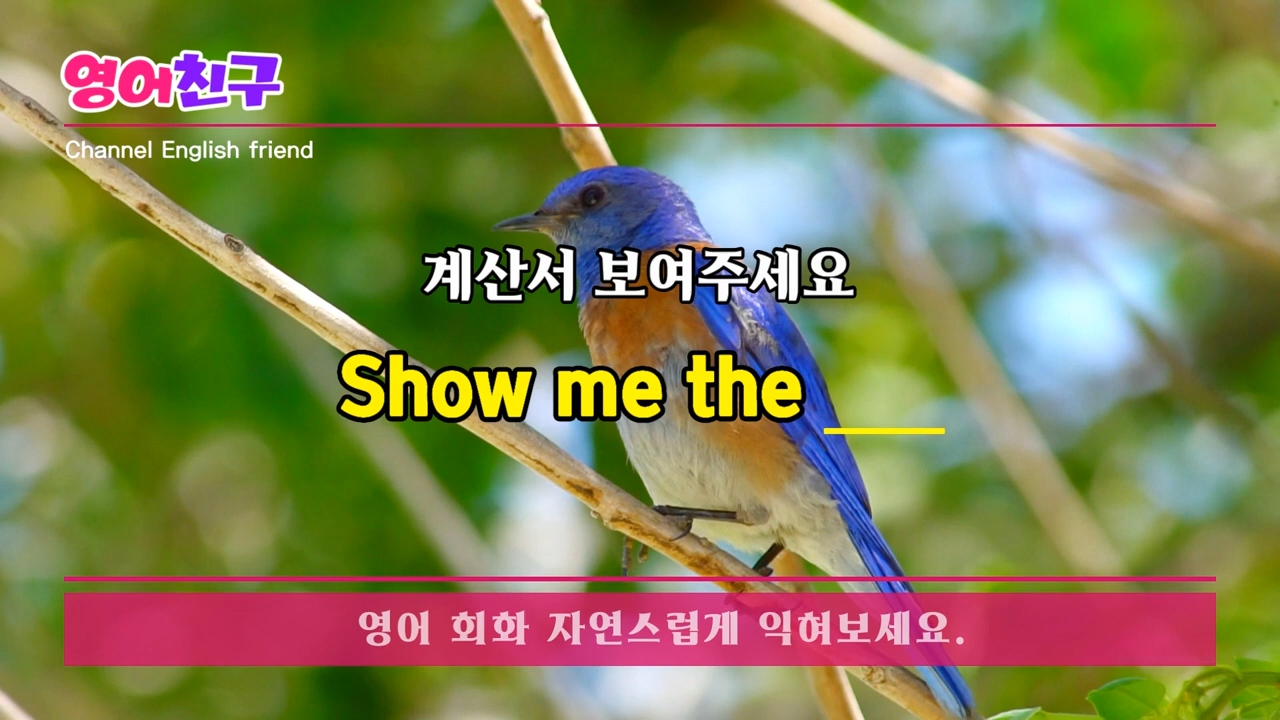 영어친구
Channel English friend
계산서 보여주세요
Show me the ____
영어 회화 자연스럽게 익혀보세요.